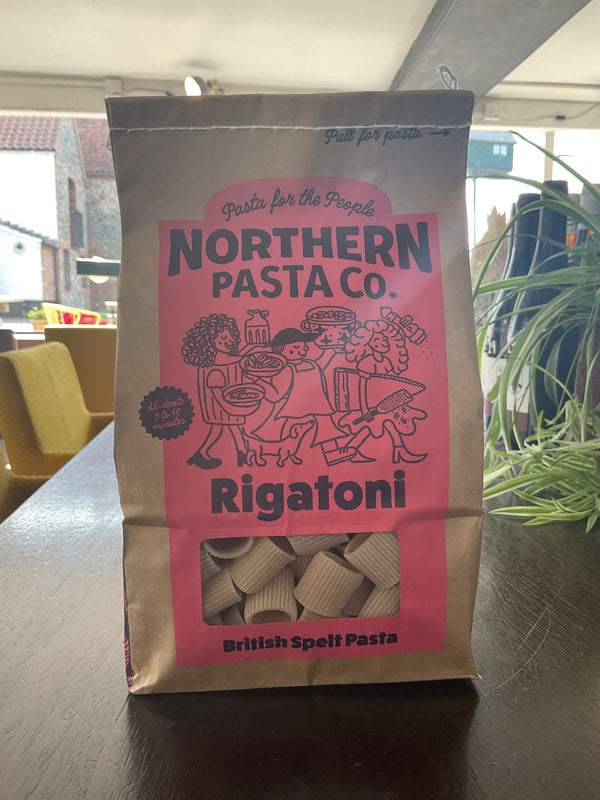 Pull for pasta →
Pasta for the People
NORTHERN
PASTA CO.
Al-dente
9 to 10
minutes
Rigatoni
British Spelt Pasta